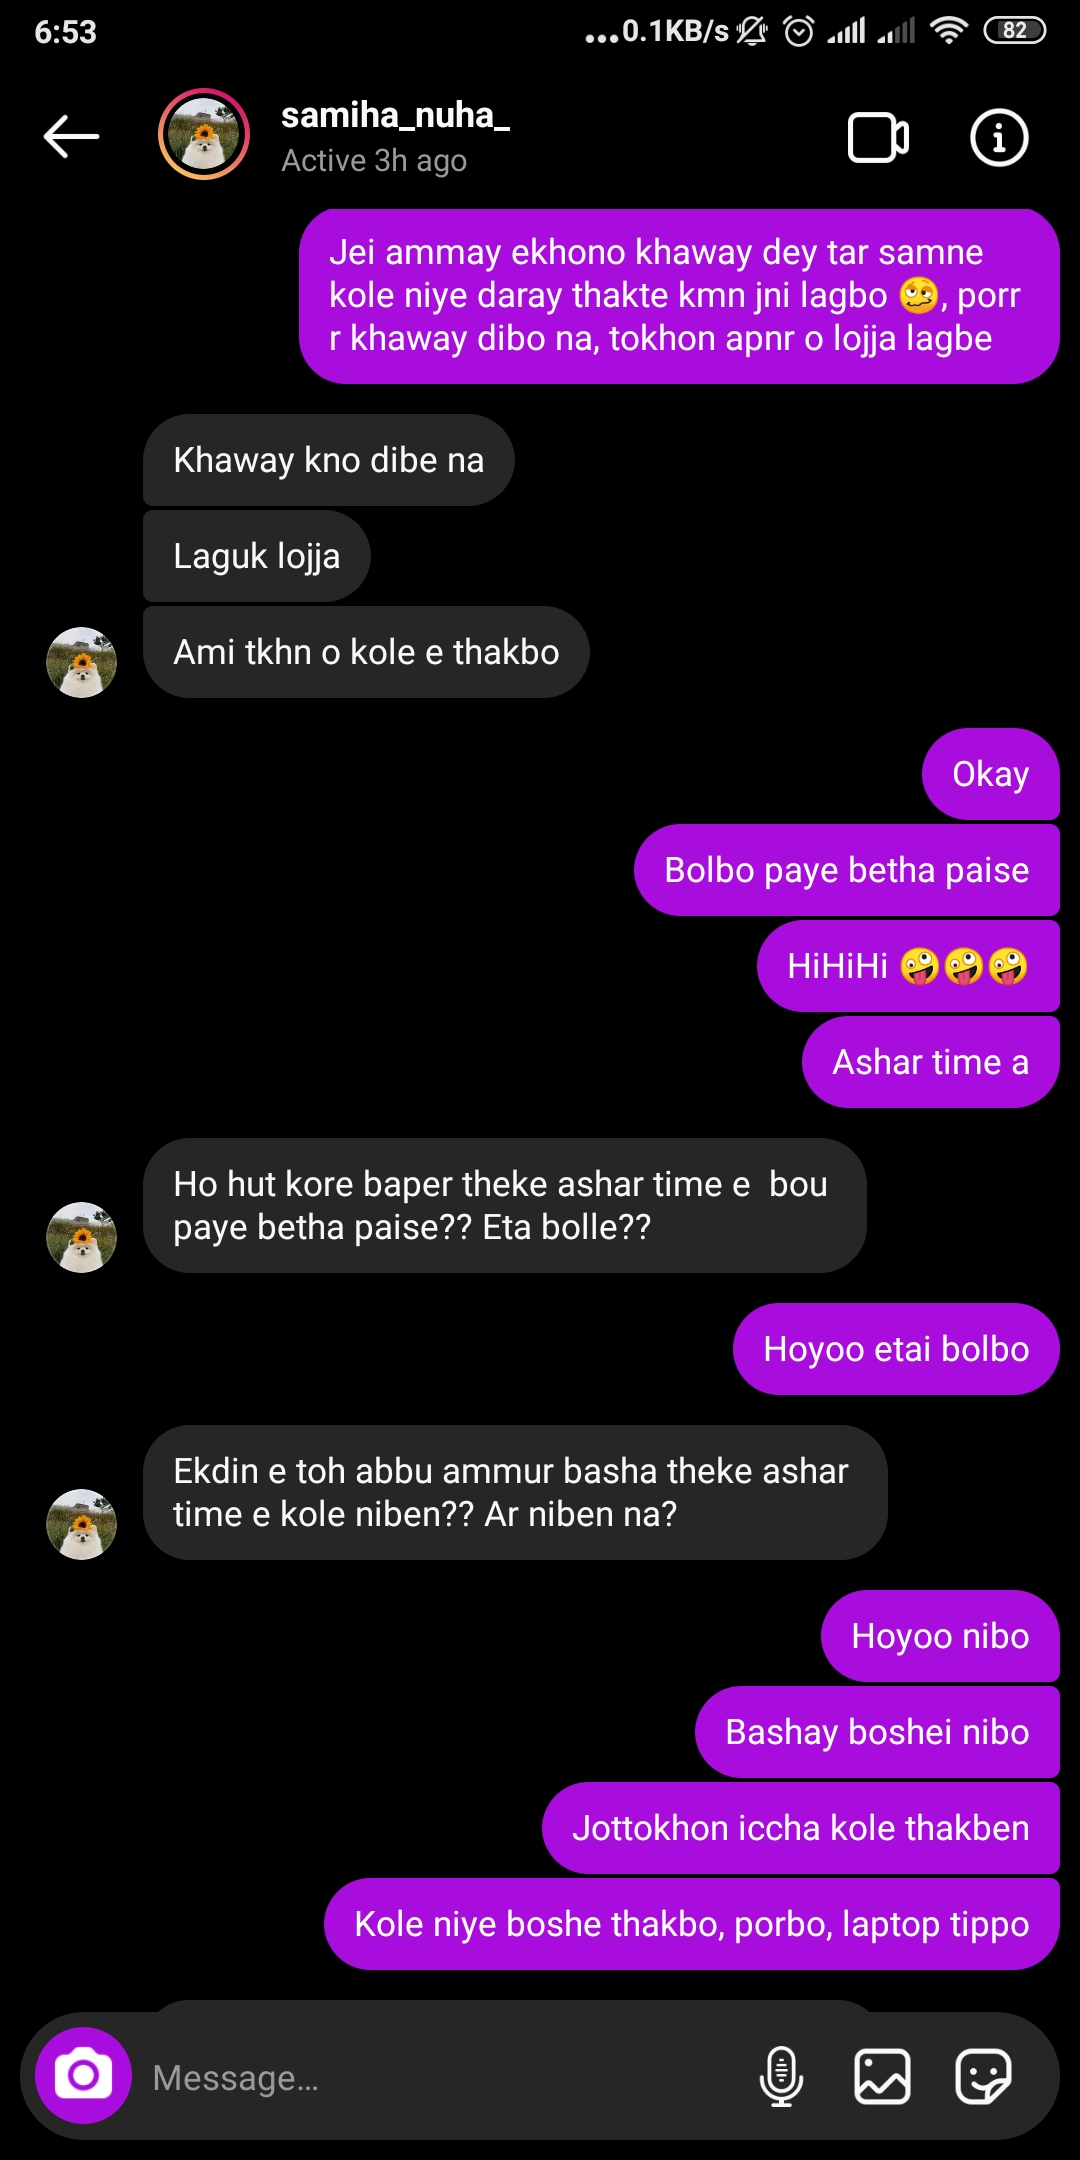 6:53
...0.1KB/s
82
samiha_nuha_
Active 3h ago
Jei ammay ekhono khaway dey tar samne
kole niye daray thakte kmn jni lagbo 🥴, porr
r khaway dibo na, tokhon apnr o lojja lagbe
Khaway kno dibe na
Laguk lojja
Ami tkhn o kole e thakbo
Okay
Bolbo paye betha paise
HiHiHi 🤪🤪🤪
Ashar time a
Ho hut kore baper theke ashar time e  bou
paye betha paise?? Eta bolle??
Hoyoo etai bolbo
Ekdin e toh abbu ammur basha theke ashar
time e kole niben?? Ar niben na?
Hoyoo nibo
Bashay boshei nibo
Jottokhon iccha kole thakben
Kole niye boshe thakbo, porbo, laptop tippo
Message...